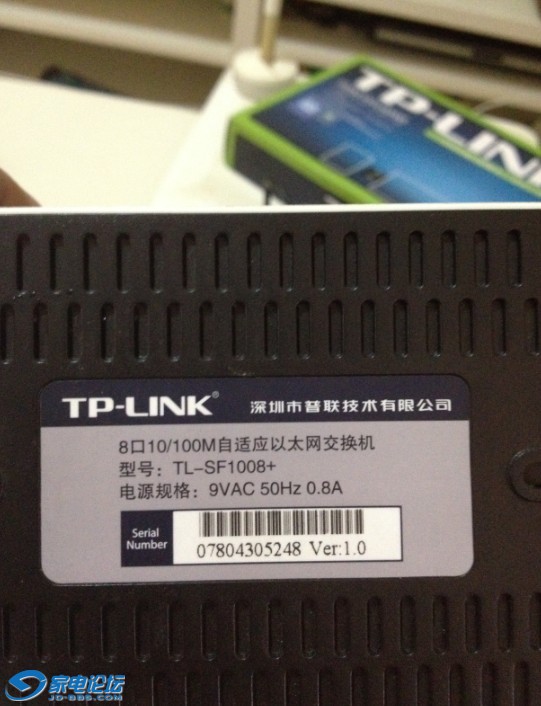 TP-LINK
TP-LINK® 深圳市普联技术有限公司
8口10/100M自适应以太网交换机
型号：TL-SF1008+
电源规格：9VAC 50Hz 0.8A
Serial
Number
07804305248 Ver:1.0
家电论坛
JD-BBS.COM